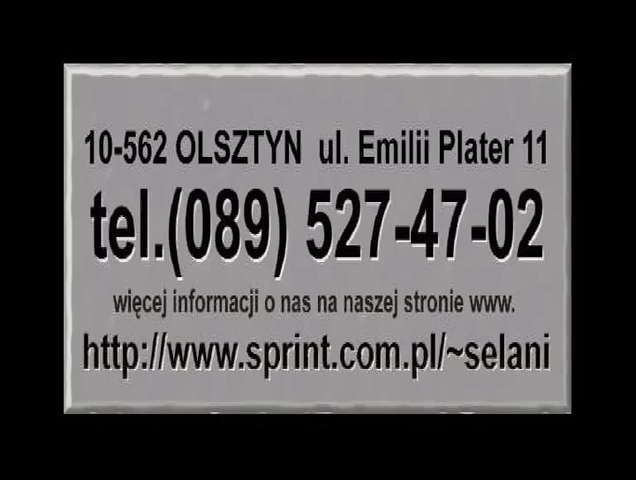 10-562 OLSZTYN ul. Emilii Plater 11
tel.(089) 527-47-02
więcej informacji o nas na naszej stronie www.
http://www.sprint.com.pl/~selani